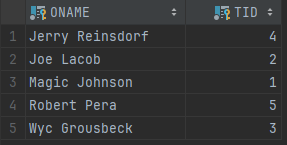 ONAME TID
1 Jerry Reinsdorf 4
2 Joe Lacob 2
3 Magic Johnson 1
4 Robert Pera 5
5 Wyc Grousbeck 3